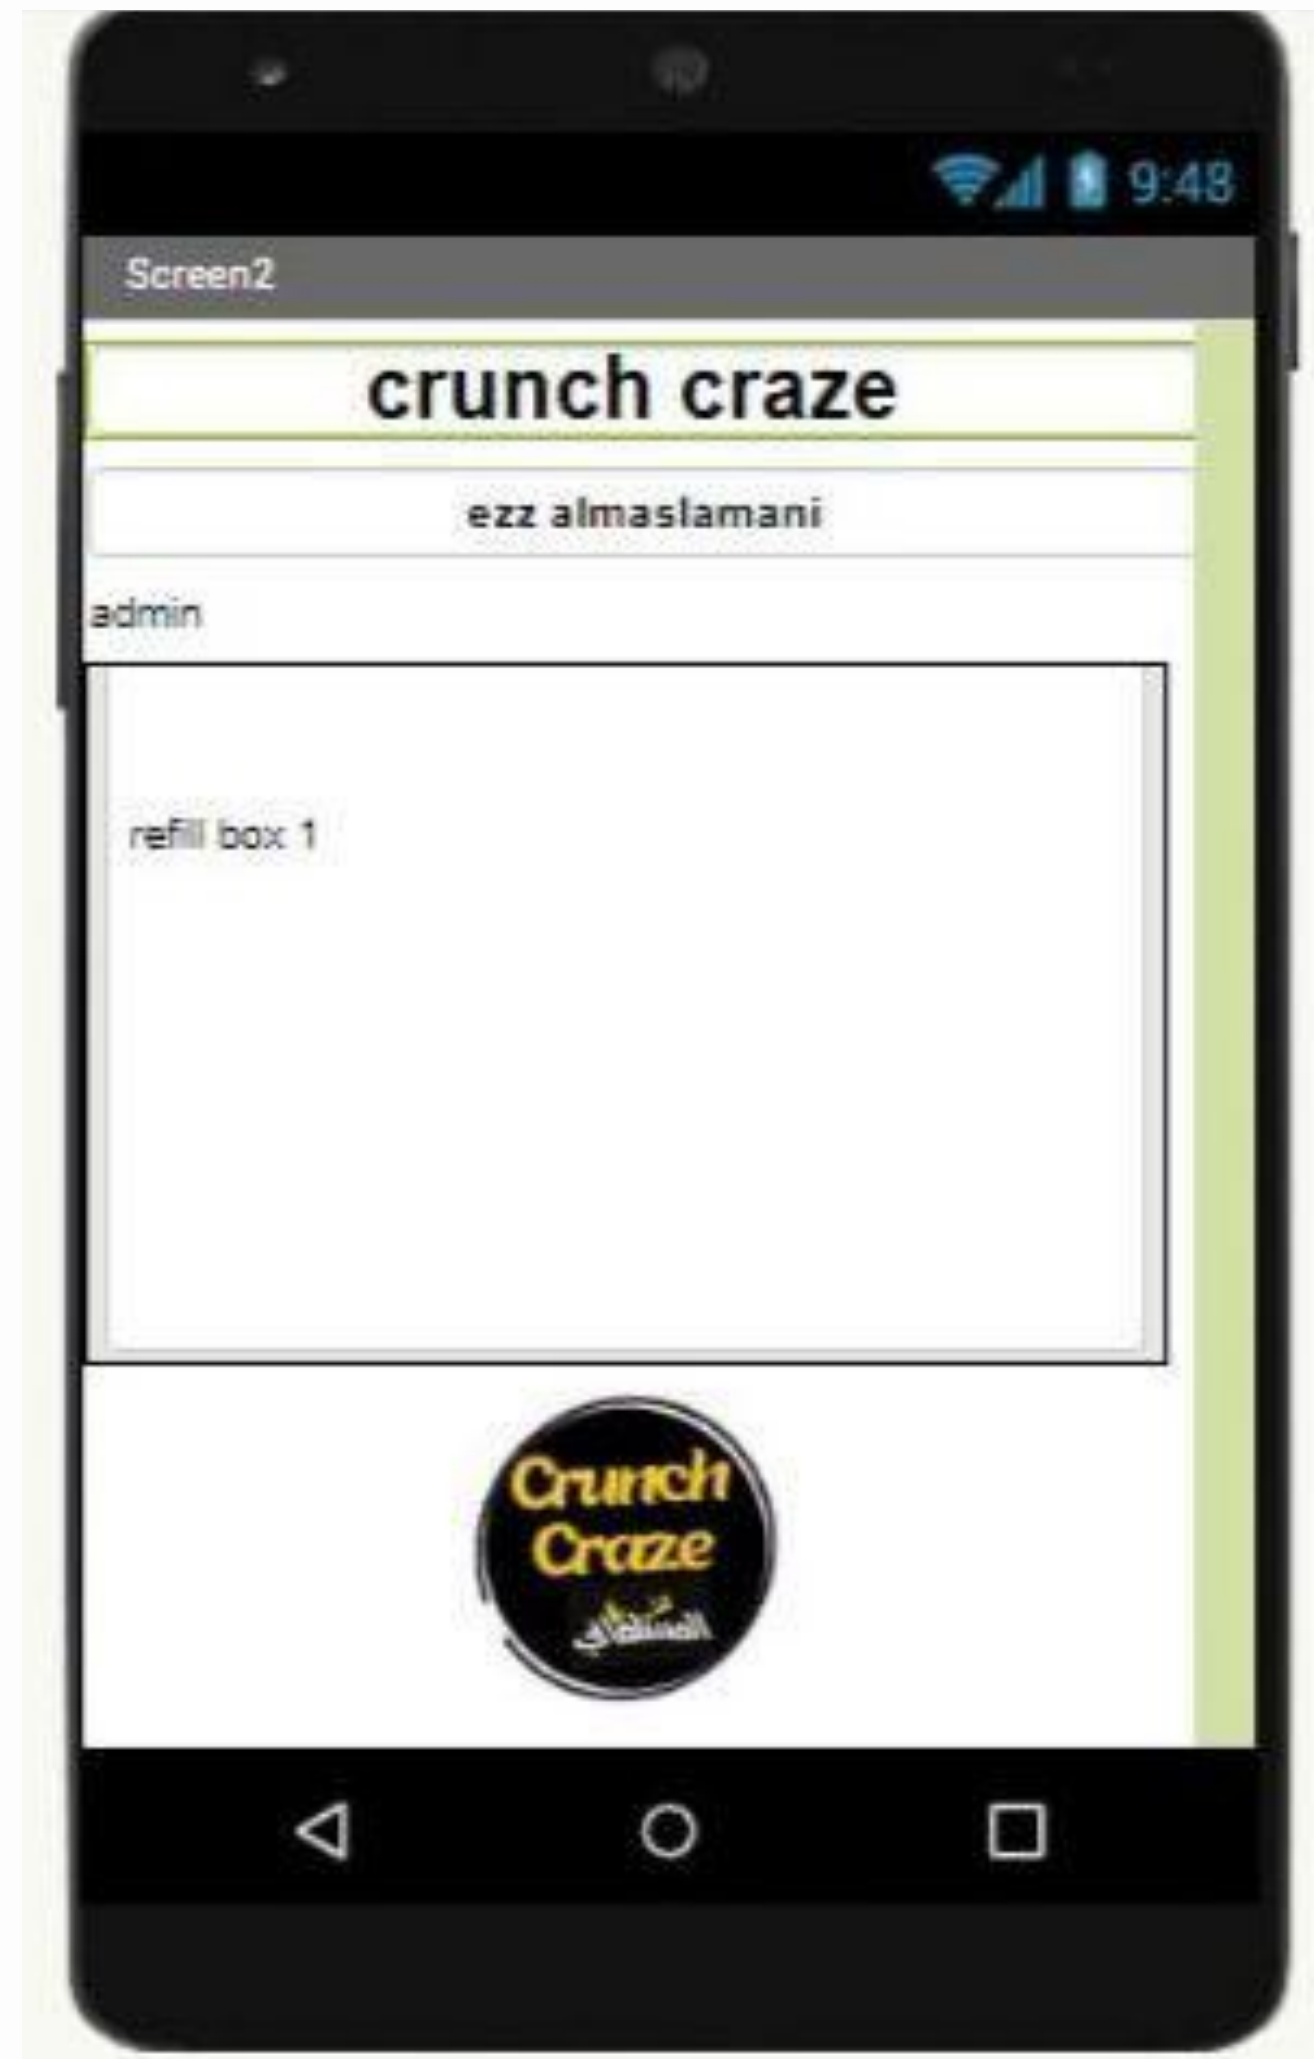 9:48
Screen2
crunch craze
ezz almaslamani
admin
refill box 1
Crunch
Craze